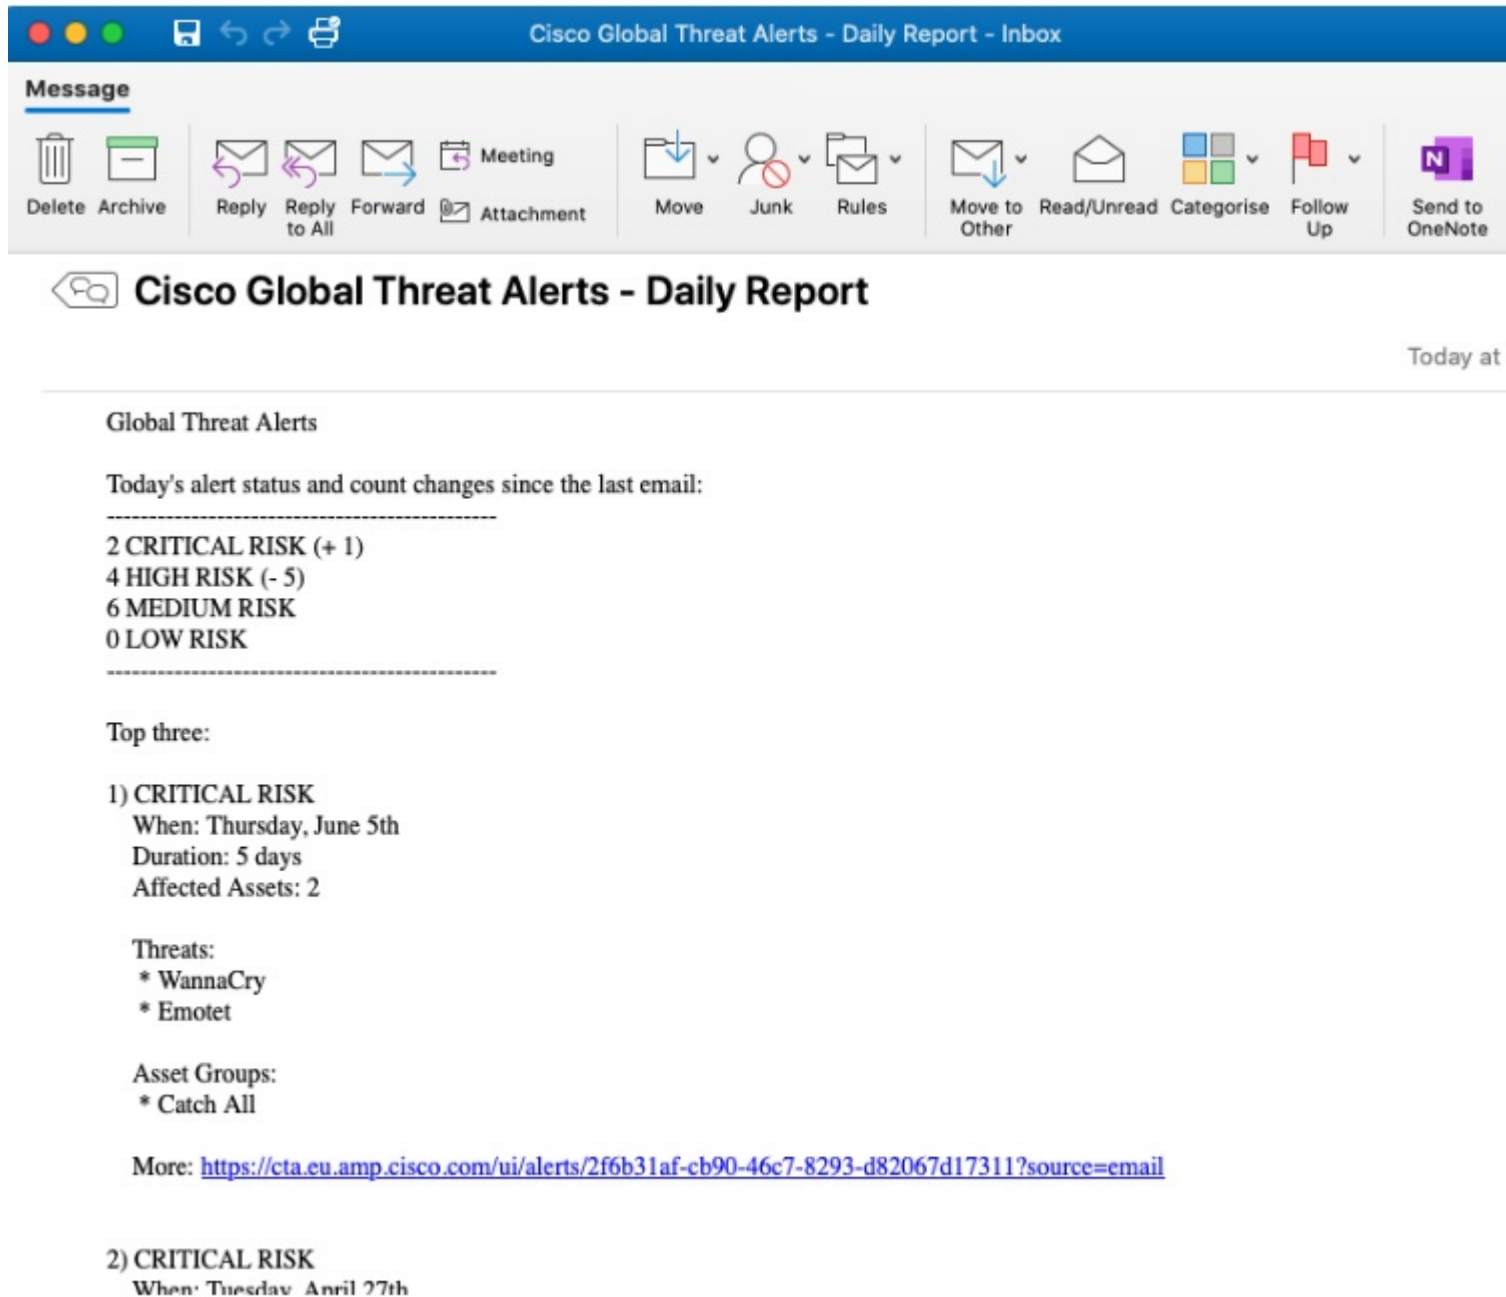 Cisco Global Threat Alerts - Daily Report - Inbox
Message
Delete
Archive
Reply
Reply to All
Forward
Meeting
Attachment
Move
Junk
Rules
Move to Other
Read/Unread
Categorise
Follow Up
N
Send to OneNote
Cisco Global Threat Alerts - Daily Report
Today at
Global Threat Alerts
Today's alert status and count changes since the last email:
-----------------------------------------------
2 CRITICAL RISK (+ 1)
4 HIGH RISK (- 5)
6 MEDIUM RISK
0 LOW RISK
-----------------------------------------------
Top three:
1) CRITICAL RISK
When: Thursday, June 5th
Duration: 5 days
Affected Assets: 2
Threats:
* WannaCry
* Emotet
Asset Groups:
* Catch All
More: https://cta.eu.amp.cisco.com/ui/alerts/2f6b31af-cb90-46c7-8293-d82067d17311?source=email
2) CRITICAL RISK
When: Tuesday, April 27th